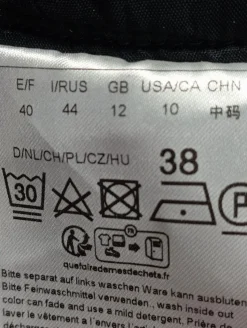 E/F I/RUS GB USA/CA CHN
40 44 12 10 中码
D/NL/CH/PL/CZ/HU 38
30 P
FR
quefairedemesdechets.fr
Bitte separat auf links waschen Ware kann ausbluten
Bitte Feinwaschmittel verwenden., wash inside out
color can fade and use a mild detergent. Prière de
laver le vêtement a l'envers l'